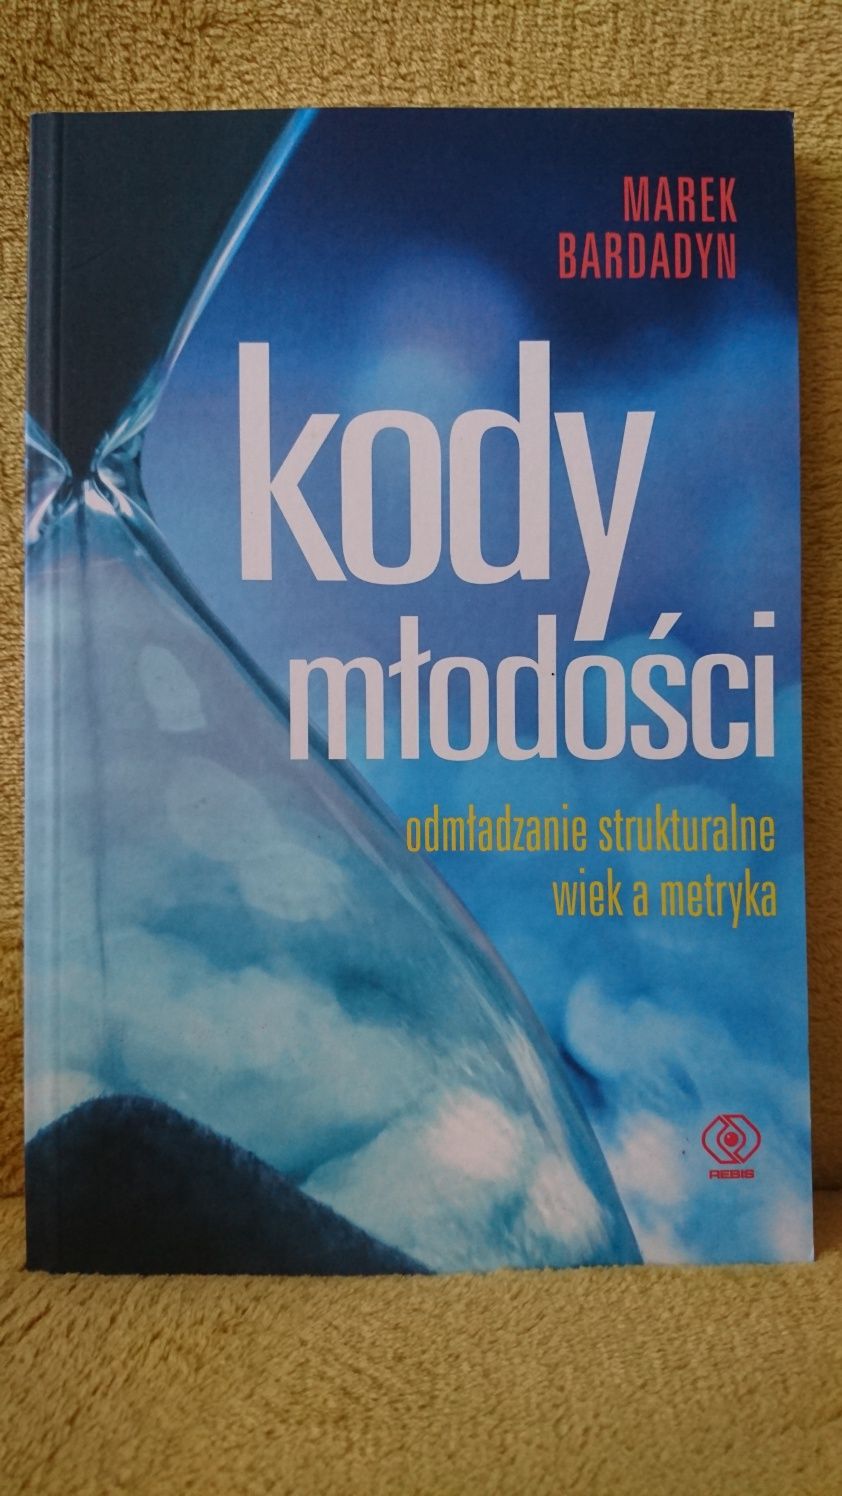 MAREK
BARDADYN
kody
młodości
odmładzanie strukturalne
wiek a metryka
REBIS